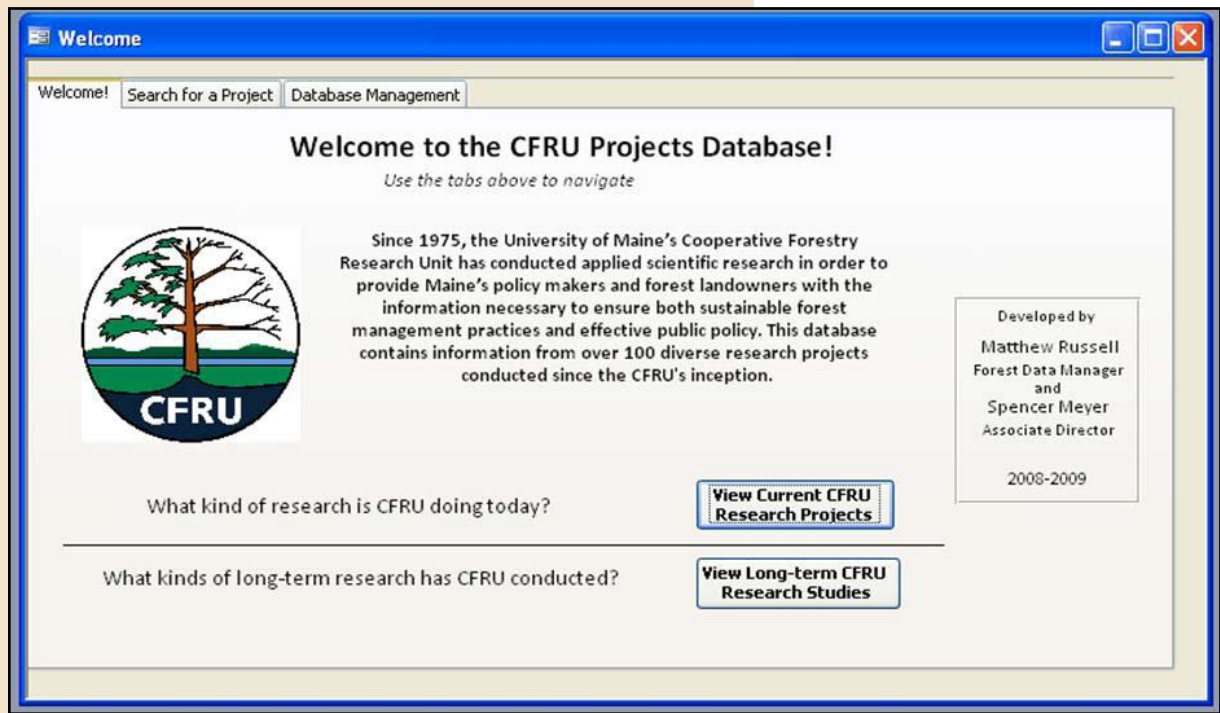 Welcome
Welcome!
Search for a Project
Database Management
Welcome to the CFRU Projects Database!
Use the tabs above to navigate
Since 1975, the University of Maine's Cooperative Forestry
Research Unit has conducted applied scientific research in order to
provide Maine's policy makers and forest landowners with the
information necessary to ensure both sustainable forest
management practices and effective public policy. This database
contains information from over 100 diverse research projects
conducted since the CFRU's inception.
CFRU
Developed by
Matthew Russell
Forest Data Manager
and
Spencer Meyer
Associate Director
2008-2009
What kind of research is CFRU doing today?
View Current CFRU
Research Projects
What kinds of long-term research has CFRU conducted?
View Long-term CFRU
Research Studies